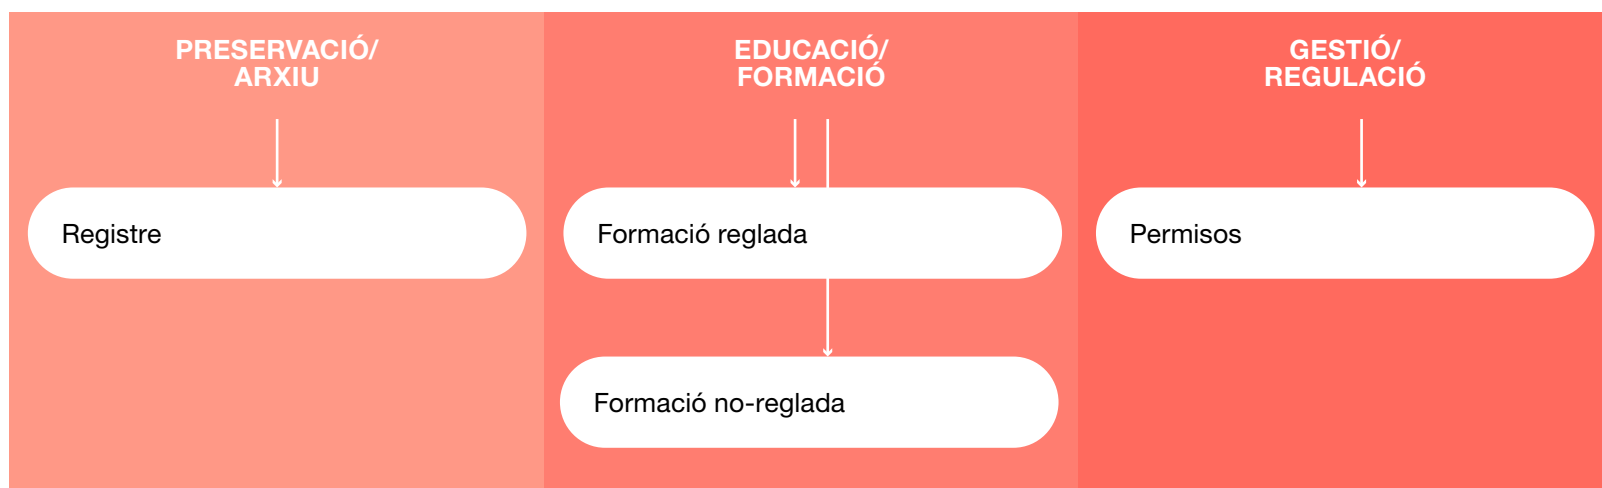 PRESERVACIÓ/
ARXIU
Registre
EDUCACIÓ/
FORMACIÓ
Formació reglada
Formació no-reglada
GESTIÓ/
REGULACIÓ
Permisos